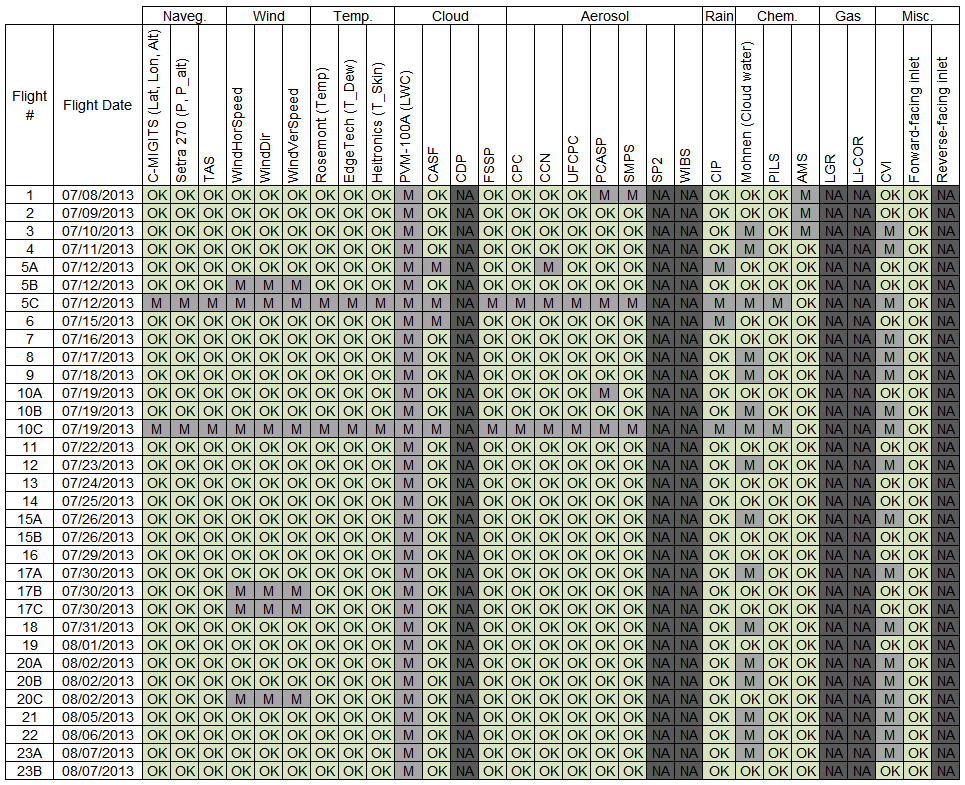 Naveg. Wind Temp. Cloud Aerosol Rain Chem. Gas Misc.
Flight # Flight Date C-MIGITS (Lat, Lon, Alt) Setra 270 (P, P_alt) TAS WindHorSpeed WindDir WindVerSpeed Rosemont (Temp) EdgeTech (T_Dew) Heitronics (T_Skin) PVM-100A (LWC) CASF CDP FSSP CPC CCN UFCPC PCASP SMPS SP2 WIBS CIP Mohnen (Cloud water) PILS AMS LGR LI-COR CVI Forward-facing inlet Reverse-facing inlet
1 07/08/2013 OK OK OK OK OK OK OK OK OK M OK NA OK OK OK OK M M NA NA OK OK OK M NA NA OK OK NA
2 07/09/2013 OK OK OK OK OK OK OK OK OK M OK NA OK OK OK OK OK OK NA NA OK OK OK M NA NA OK OK NA
3 07/10/2013 OK OK OK OK OK OK OK OK OK M OK NA OK OK OK OK OK OK NA NA OK M OK M NA NA M OK NA
4 07/11/2013 OK OK OK OK OK OK OK OK OK M OK NA OK OK OK OK OK OK NA NA OK M OK OK NA NA M OK NA
5A 07/12/2013 OK OK OK OK OK OK OK OK OK M M NA OK OK M OK OK OK NA NA M OK OK OK NA NA OK OK NA
5B 07/12/2013 OK OK OK M M M OK OK OK M OK NA OK OK OK OK OK OK NA NA OK OK OK OK NA NA OK OK NA
5C 07/12/2013 M M M M M M M M M M M NA M M M M M M NA NA M M M OK NA NA M OK NA
6 07/15/2013 OK OK OK OK OK OK OK OK OK M M NA OK OK OK OK OK OK NA NA M OK OK OK NA NA OK OK NA
7 07/16/2013 OK OK OK OK OK OK OK OK OK M OK NA OK OK OK OK OK OK NA NA OK OK OK OK NA NA OK OK NA
8 07/17/2013 OK OK OK OK OK OK OK OK OK M OK NA OK OK OK OK OK OK NA NA OK M OK OK NA NA M OK NA
9 07/18/2013 OK OK OK OK OK OK OK OK OK M OK NA OK OK OK OK OK OK NA NA OK M OK OK NA NA M OK NA
10A 07/19/2013 OK OK OK OK OK OK OK OK OK M OK NA OK OK OK OK M OK NA NA OK OK OK OK NA NA OK OK NA
10B 07/19/2013 OK OK OK OK OK OK OK OK OK M OK NA OK OK OK OK OK OK NA NA OK M OK OK NA NA M OK NA
10C 07/19/2013 M M M M M M M M M M M NA M M M M M M NA NA M M M OK NA NA M OK NA
11 07/22/2013 OK OK OK OK OK OK OK OK OK M OK NA OK OK OK OK OK OK NA NA OK OK OK OK NA NA OK OK NA
12 07/23/2013 OK OK OK OK OK OK OK OK OK M OK NA OK OK OK OK OK OK NA NA OK M OK OK NA NA M OK NA
13 07/24/2013 OK OK OK OK OK OK OK OK OK M OK NA OK OK OK OK OK OK NA NA OK OK OK OK NA NA OK OK NA
14 07/25/2013 OK OK OK OK OK OK OK OK OK M OK NA OK OK OK OK OK OK NA NA OK OK OK OK NA NA OK OK NA
15A 07/26/2013 OK OK OK OK OK OK OK OK OK M OK NA OK OK OK OK OK OK NA NA OK M OK OK NA NA M OK NA
15B 07/26/2013 OK OK OK OK OK OK OK OK OK M OK NA OK OK OK OK OK OK NA NA OK OK OK OK NA NA OK OK NA
16 07/29/2013 OK OK OK OK OK OK OK OK OK M OK NA OK OK OK OK OK OK NA NA OK OK OK OK NA NA OK OK NA
17A 07/30/2013 OK OK OK OK OK OK OK OK OK M OK NA OK OK OK OK OK OK NA NA OK M OK OK NA NA M OK NA
17B 07/30/2013 OK OK OK M M M OK OK OK M OK NA OK OK OK OK OK OK NA NA OK OK OK OK NA NA OK OK NA
17C 07/30/2013 OK OK OK M M M OK OK OK M OK NA OK OK OK OK OK OK NA NA OK OK OK OK NA NA OK OK NA
18 07/31/2013 OK OK OK OK OK OK OK OK OK M OK NA OK OK OK OK OK OK NA NA OK M OK OK NA NA M OK NA
19 08/01/2013 OK OK OK OK OK OK OK OK OK M OK NA OK OK OK OK OK OK NA NA OK OK OK OK NA NA OK OK NA
20A 08/02/2013 OK OK OK OK OK OK OK OK OK M OK NA OK OK OK OK OK OK NA NA OK M OK OK NA NA M OK NA
20B 08/02/2013 OK OK OK OK OK OK OK OK OK M OK NA OK OK OK OK OK OK NA NA OK M OK OK NA NA M OK NA
20C 08/02/2013 OK OK OK M M M OK OK OK M OK NA OK OK OK OK OK OK NA NA OK OK OK OK NA NA M OK NA
21 08/05/2013 OK OK OK OK OK OK OK OK OK M OK NA OK OK OK OK OK OK NA NA OK M OK OK NA NA M OK NA
22 08/06/2013 OK OK OK OK OK OK OK OK OK M OK NA OK OK OK OK OK OK NA NA OK M OK OK NA NA M OK NA
23A 08/07/2013 OK OK OK OK OK OK OK OK OK M OK NA OK OK OK OK OK OK NA NA OK M OK OK NA NA M OK NA
23B 08/07/2013 OK OK OK OK OK OK OK OK OK M OK NA OK OK OK OK OK OK NA NA OK OK OK OK NA NA OK OK NA